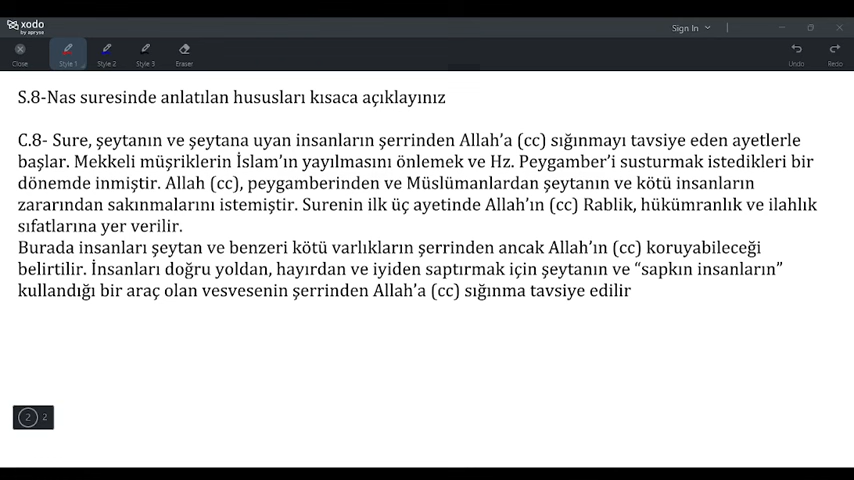 xodo
by apryse
Sign In
Close
Style 1
Style 2
Style 3
Eraser
Undo
Redo
S.8-Nas suresinde anlatılan hususları kısaca açıklayınız
C.8- Sure, şeytanın ve şeytana uyan insanların şerrinden Allah’a (cc) sığınmayı tavsiye eden ayetlerle
başlar. Mekkeli müşriklerin İslam’ın yayılmasını önlemek ve Hz. Peygamber’i susturmak istedikleri bir
dönemde inmiştir. Allah (cc), peygamberinden ve Müslümanlardan şeytanın ve kötü insanların
zararından sakınmalarını istemiştir. Surenin ilk üç ayetinde Allah’ın (cc) Rablik, hükümranlık ve ilahlık
sıfatlarına yer verilir.
Burada insanları şeytan ve benzeri kötü varlıkların şerrinden ancak Allah’ın (cc) koruyabileceği
belirtilir. İnsanları doğru yoldan, hayırdan ve iyiden saptırmak için şeytanın ve “sapkın insanların”
kullandığı bir araç olan vesvesenin şerrinden Allah’a (cc) sığınma tavsiye edilir
2 2